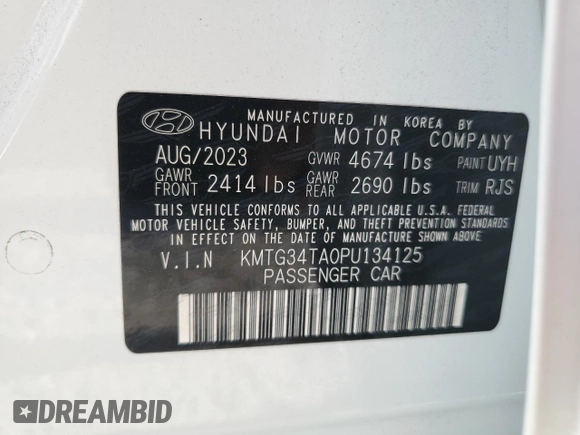 MANUFACTURED IN KOREA BY
HYUNDAI MOTOR COMPANY
AUG/2023 GVWR 4674 lbs PAINT UYH
GAWR FRONT 2414 lbs GAWR REAR 2690 lbs TRIM RJS
THIS VEHICLE CONFORMS TO ALL APPLICABLE U.S.A. FEDERAL
MOTOR VEHICLE SAFETY, BUMPER, AND THEFT PREVENTION STANDARDS
IN EFFECT ON THE DATE OF MANUFACTURE SHOWN ABOVE.
V.I.N KMTG34TA0PU134125
PASSENGER CAR
DREAMBID